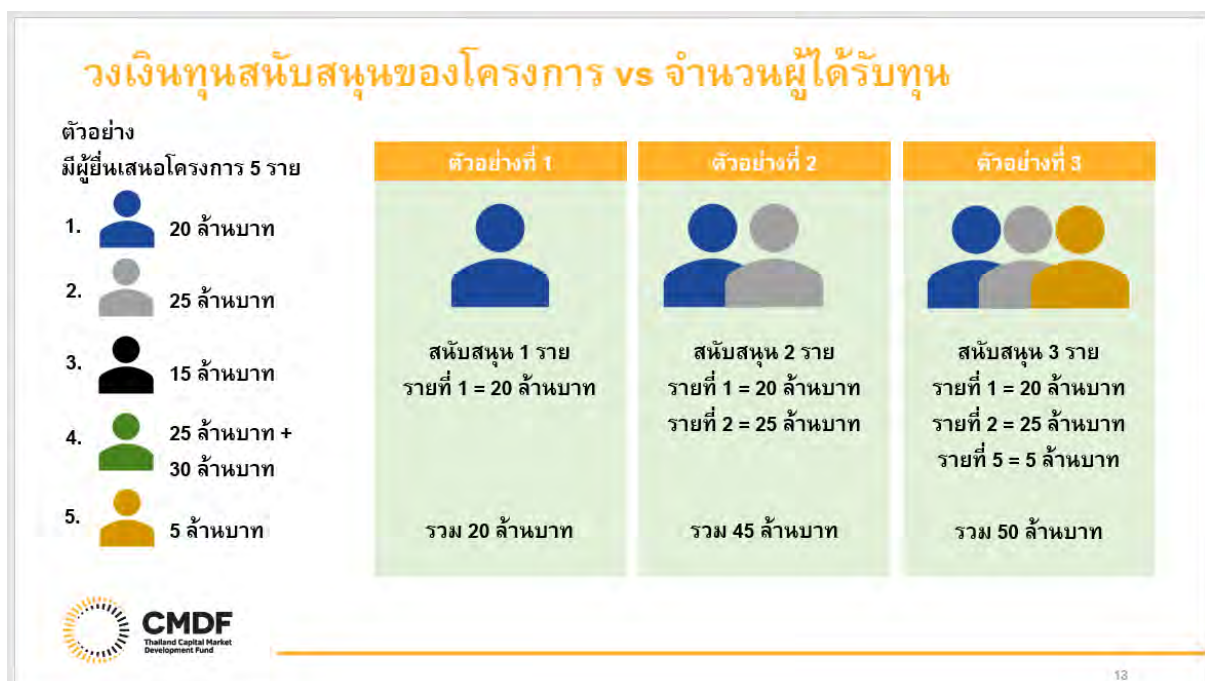 วงเงินทุนสนับสนุนของโครงการ vs จำนวนผู้ได้รับทุน
ตัวอย่าง
มีผู้ยื่นเสนอโครงการ 5 ราย
1.
20 ล้านบาท
2.
25 ล้านบาท
3.
15 ล้านบาท
4.
25 ล้านบาท +
30 ล้านบาท
5.
5 ล้านบาท
ตัวอย่างที่ 1
สนับสนุน 1 ราย
รายที่ 1 = 20 ล้านบาท
รวม 20 ล้านบาท
ตัวอย่างที่ 2
สนับสนุน 2 ราย
รายที่ 1 = 20 ล้านบาท
รายที่ 2 = 25 ล้านบาท
รวม 45 ล้านบาท
ตัวอย่างที่ 3
สนับสนุน 3 ราย
รายที่ 1 = 20 ล้านบาท
รายที่ 2 = 25 ล้านบาท
รายที่ 5 = 5 ล้านบาท
รวม 50 ล้านบาท
CMDF
Thailand Capital Market
Development Fund
13